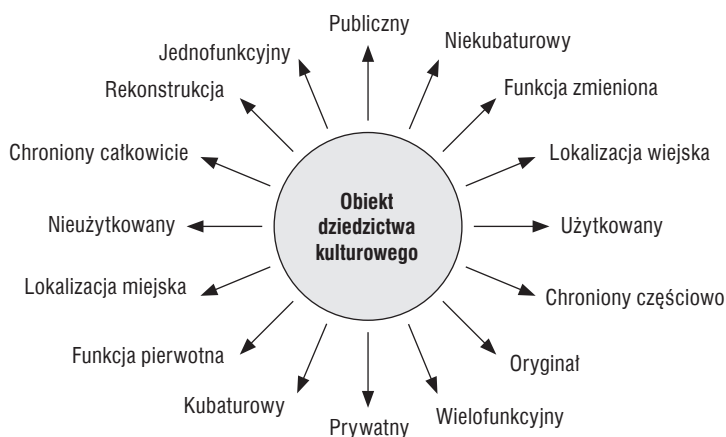 Publiczny
Jednofunkcyjny
Niekubaturowy
Rekonstrukcja
Funkcja zmieniona
Chroniony całkowicie
Lokalizacja wiejska
Obiekt
dziedzictwa
kulturowego
Nieużytkowany
Użytkowany
Lokalizacja miejska
Chroniony częściowo
Funkcja pierwotna
Oryginał
Kubaturowy
Wielofunkcyjny
Prywatny